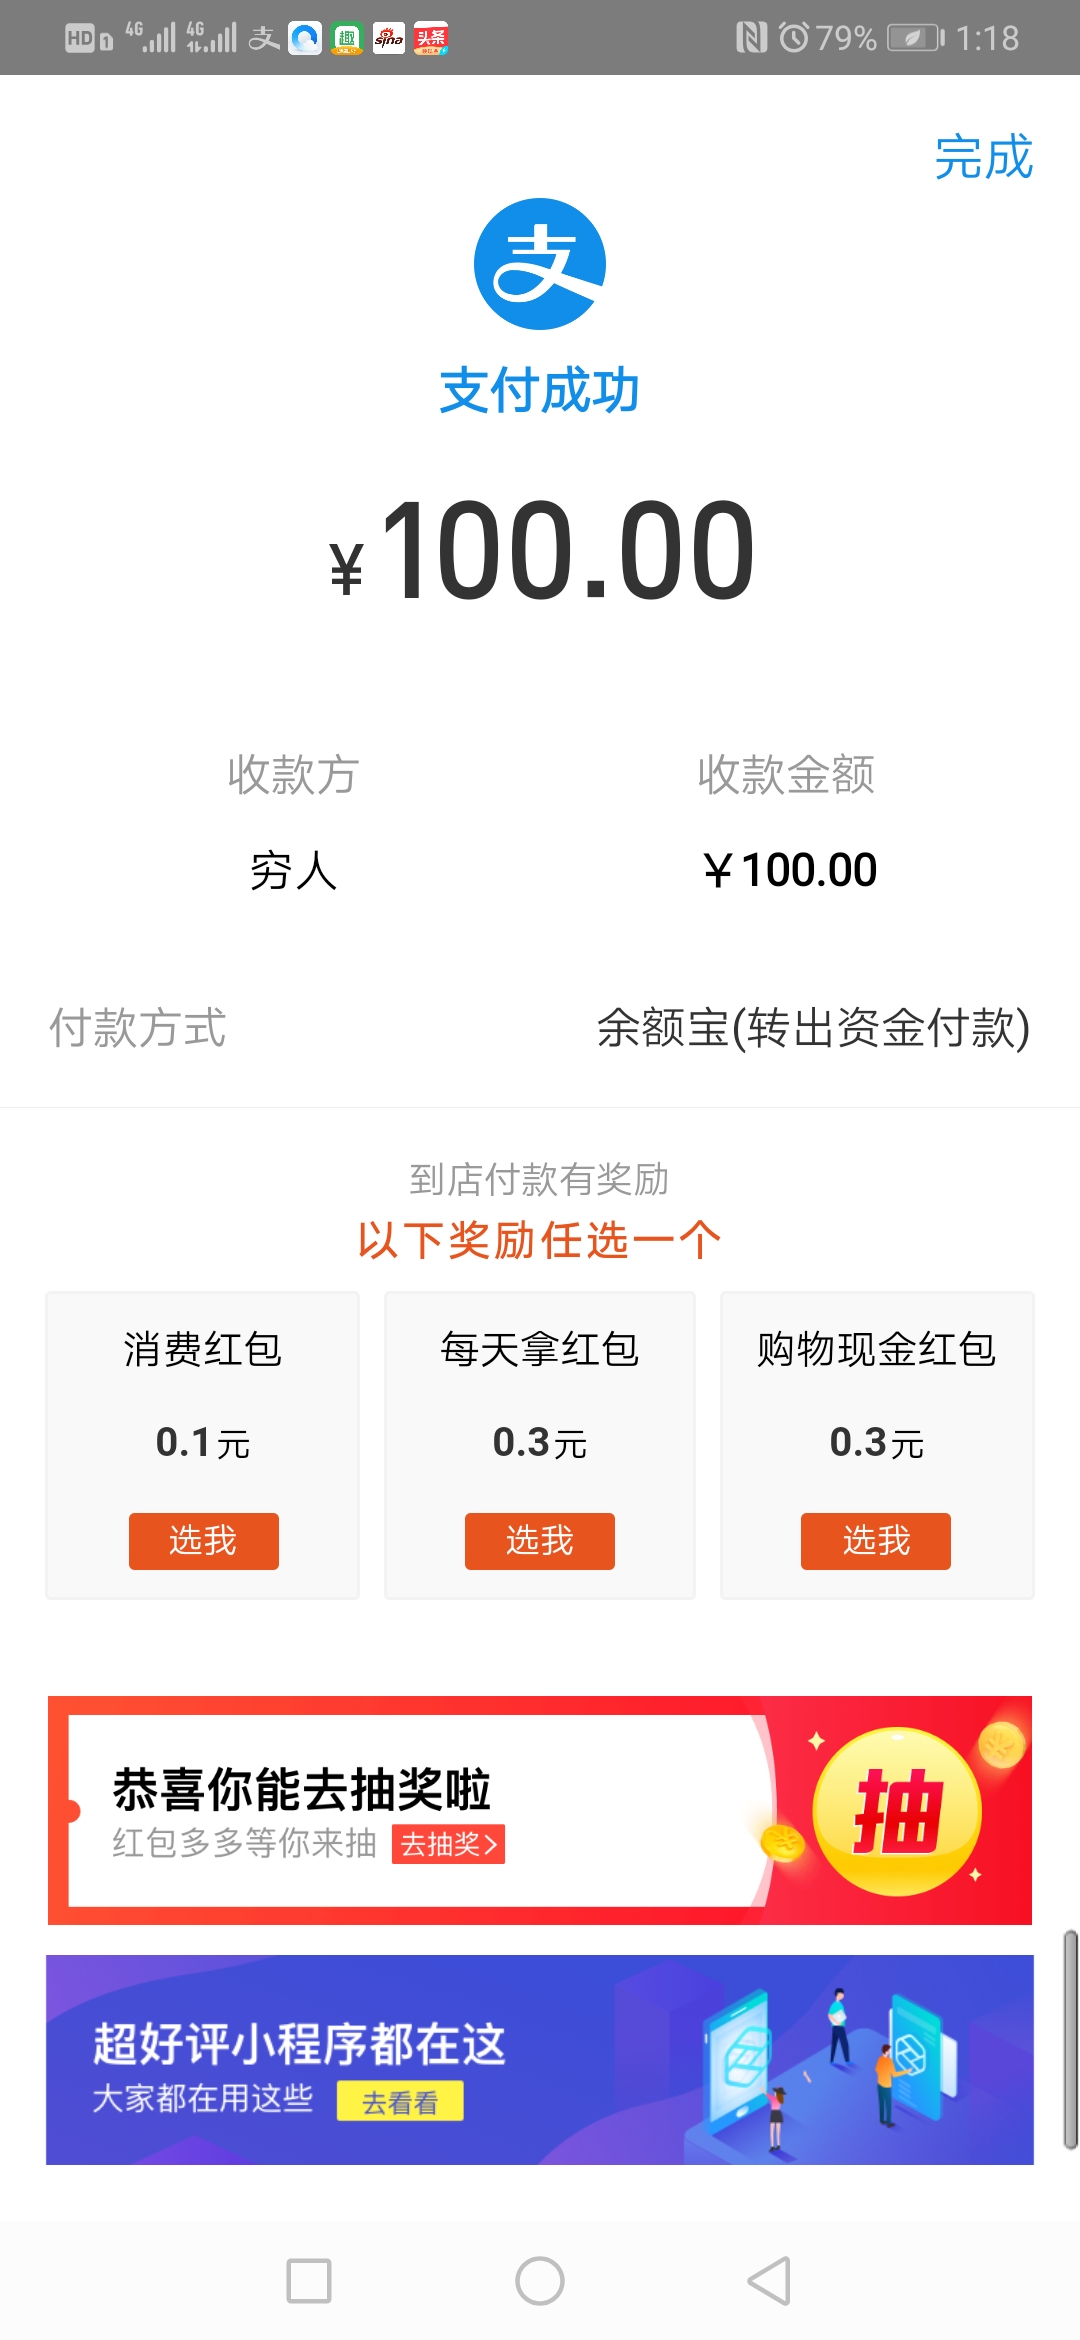 HD 1 4G 4G 支 趣 sina 头条 79% 1:18
完成
支
支付成功
¥100.00
收款方 收款金额
穷人 ¥100.00
付款方式 余额宝(转出资金付款)
到店付款有奖励
以下奖励任选一个
消费红包 每天拿红包 购物现金红包
0.1元 0.3元 0.3元
选我 选我 选我
恭喜你能去抽奖啦
红包多多等你来抽 去抽奖>
抽
超好评小程序都在这
大家都在用这些 去看看